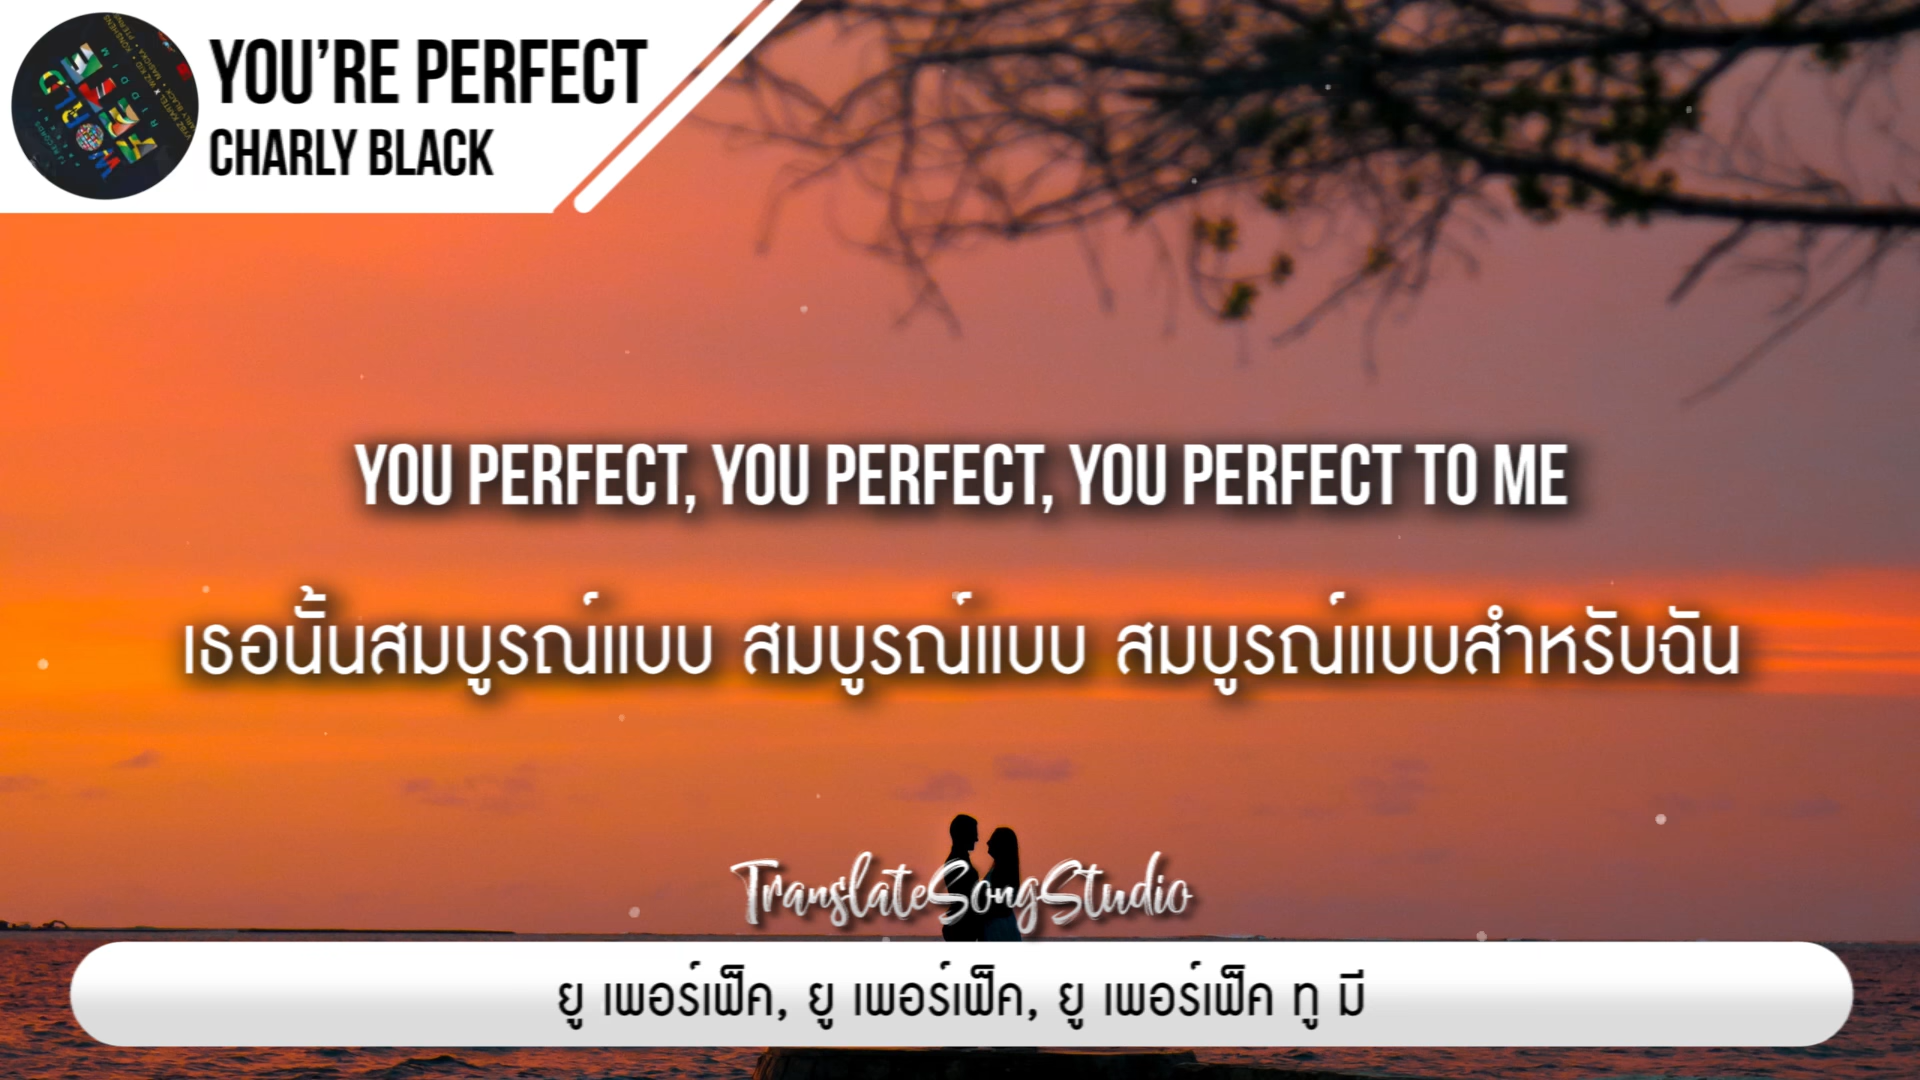 YOU'RE PERFECT
CHARLY BLACK
YOU PERFECT, YOU PERFECT, YOU PERFECT TO ME
เธอนั้นสมบูรณ์แบบ สมบูรณ์แบบ สมบูรณ์แบบสำหรับฉัน
TranslateSongStudio
ยู เพอร์เฟ็ค, ยู เพอร์เฟ็ค, ยู เพอร์เฟ็ค ทู มี